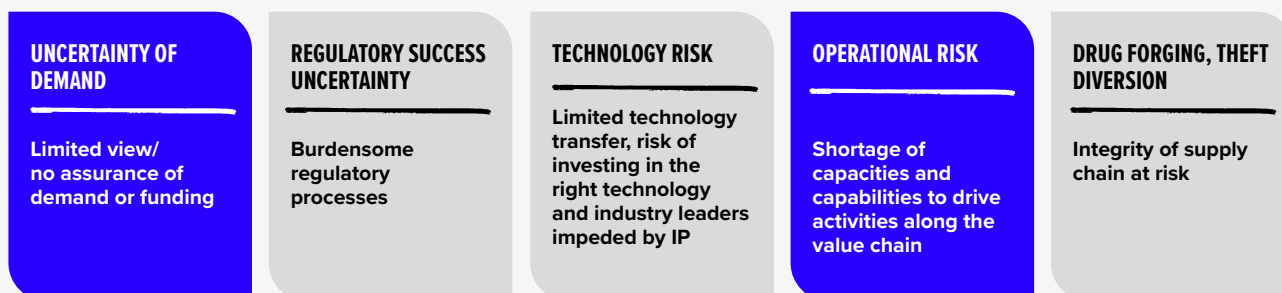 UNCERTAINTY OF
DEMAND
Limited view/
no assurance of
demand or funding
REGULATORY SUCCESS
UNCERTAINTY
Burdensome
regulatory
processes
TECHNOLOGY RISK
Limited technology
transfer, risk of
investing in the
right technology
and industry leaders
impeded by IP
OPERATIONAL RISK
Shortage of
capacities and
capabilities to drive
activities along the
value chain
DRUG FORGING, THEFT
DIVERSION
Integrity of supply
chain at risk